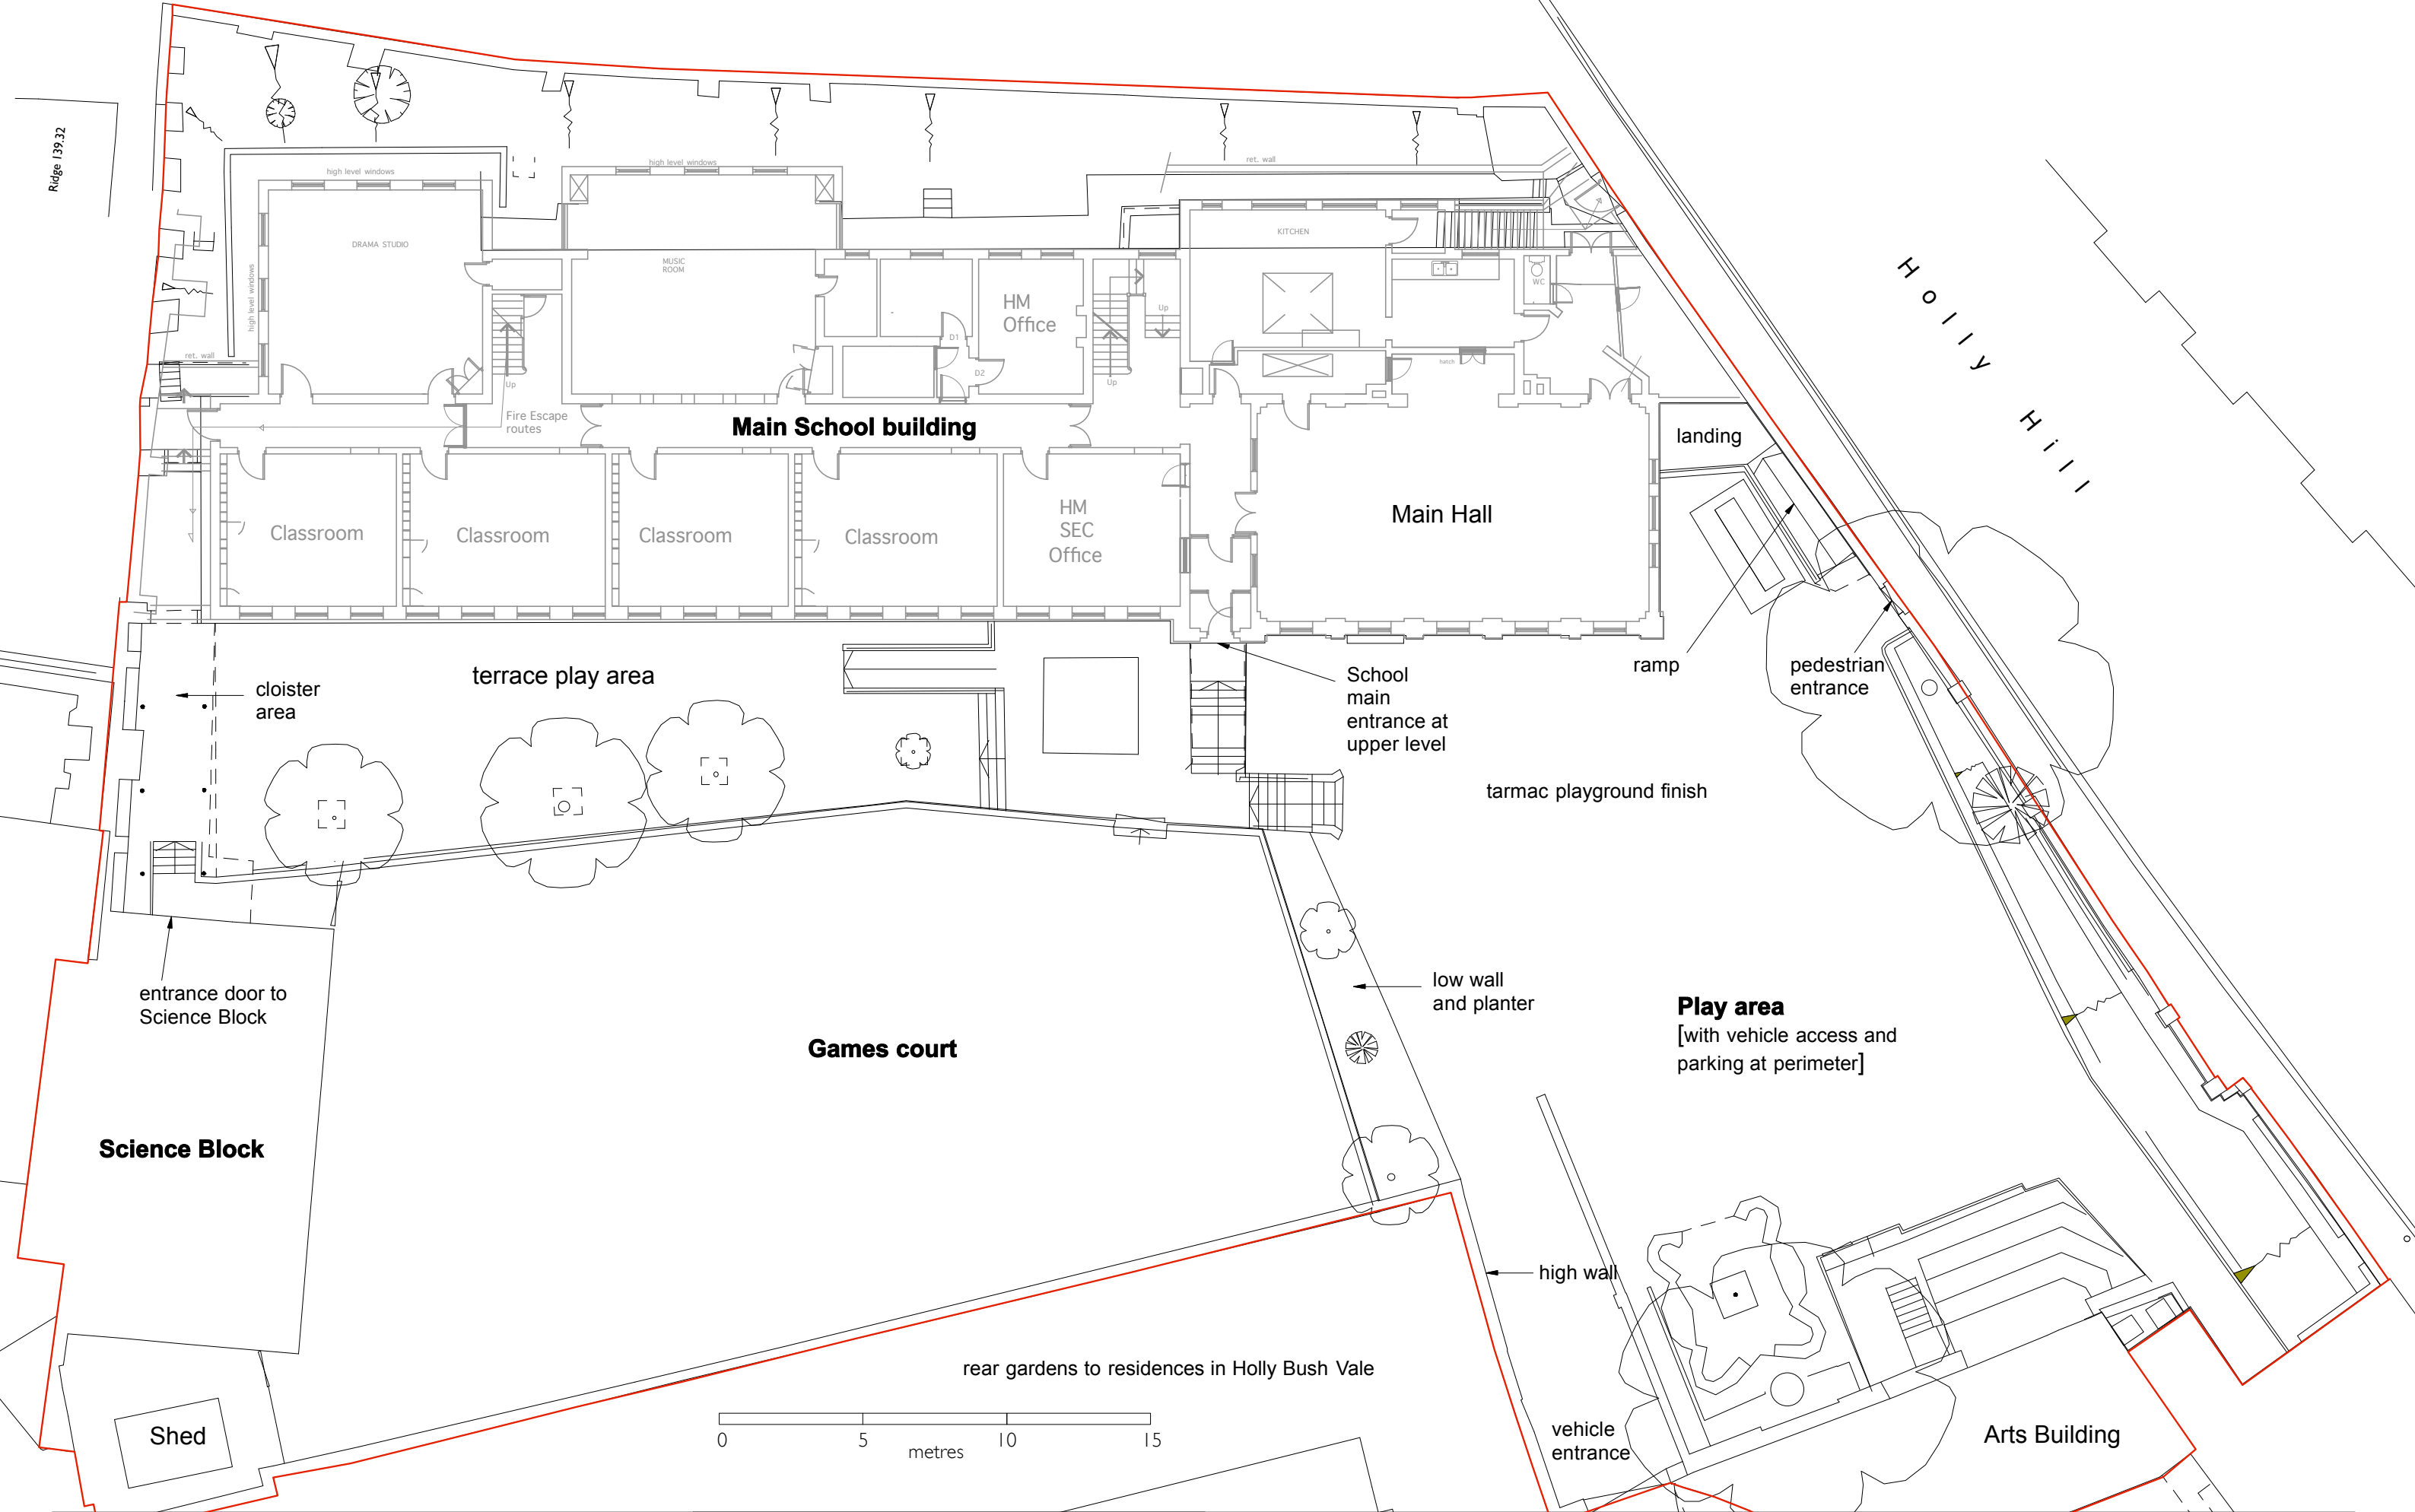 Ridge 139.32
high level windows
high level windows
ret. wall
DRAMA STUDIO
MUSIC
ROOM
KITCHEN
high level windows
HM
Office
WC
Up
D1
D2
hatch
ret. wall
Up
Up
Fire Escape
routes
Main School building
landing
Holly Hill
Classroom
Classroom
Classroom
Classroom
HM
SEC
Office
Main Hall
cloister
area
terrace play area
School
main
entrance at
upper level
ramp
pedestrian
entrance
tarmac playground finish
entrance door to
Science Block
low wall
and planter
Play area
[with vehicle access and
parking at perimeter]
Games court
Science Block
high wall
rear gardens to residences in Holly Bush Vale
Shed
0 5 10 15
metres
vehicle
entrance
Arts Building